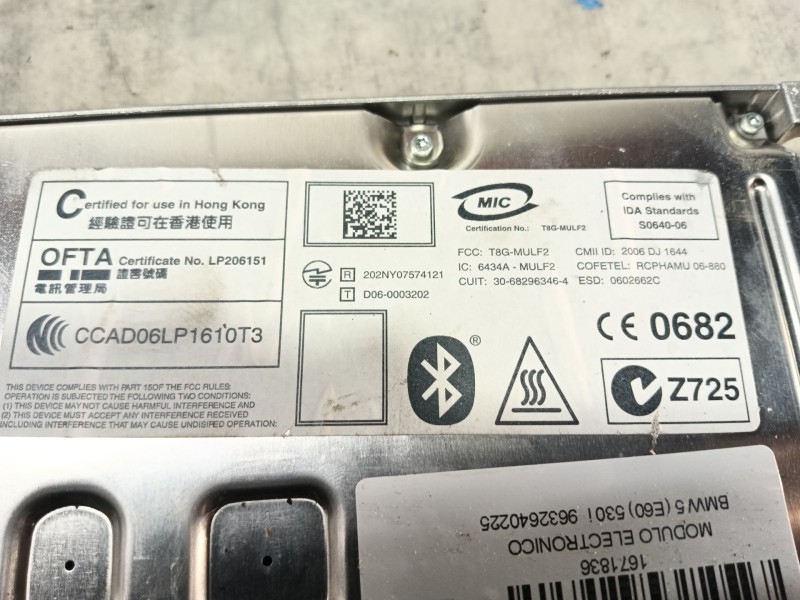 Certified for use in Hong Kong
經驗證可在香港使用
OFTA Certificate No. LP206151
電訊管理局 證書號碼
CCAD06LP1610T3
THIS DEVICE COMPLIES WITH PART 15OF THE FCC RULES:
OPERATION IS SUBJECTED THE FOLLOWING TWO CONDITIONS:
(1) THIS DEVICE MAY NOT CAUSE HARMFUL INTERFERENCE AND
(2) THIS DEVICE MUST ACCEPT ANY INTERFERENCE
INCLUDING INTERFERENCE THAT MAY CAUSE UNDISIRED OPERATION:
R 202NY07574121
T D06-0003202
MIC
Certification No.: T8G-MULF2
Complies with
IDA Standards
S0640-06
FCC: T8G-MULF2 CMII ID: 2006 DJ 1644
IC: 6434A - MULF2 COFETEL: RCPHAMU 06-880
CUIT: 30-68296346-4 ESD: 0602662C
CE 0682
®
Z725
1671836
MODULO ELECTRONICO
BMW 5 (E60) 530 i 9632640225